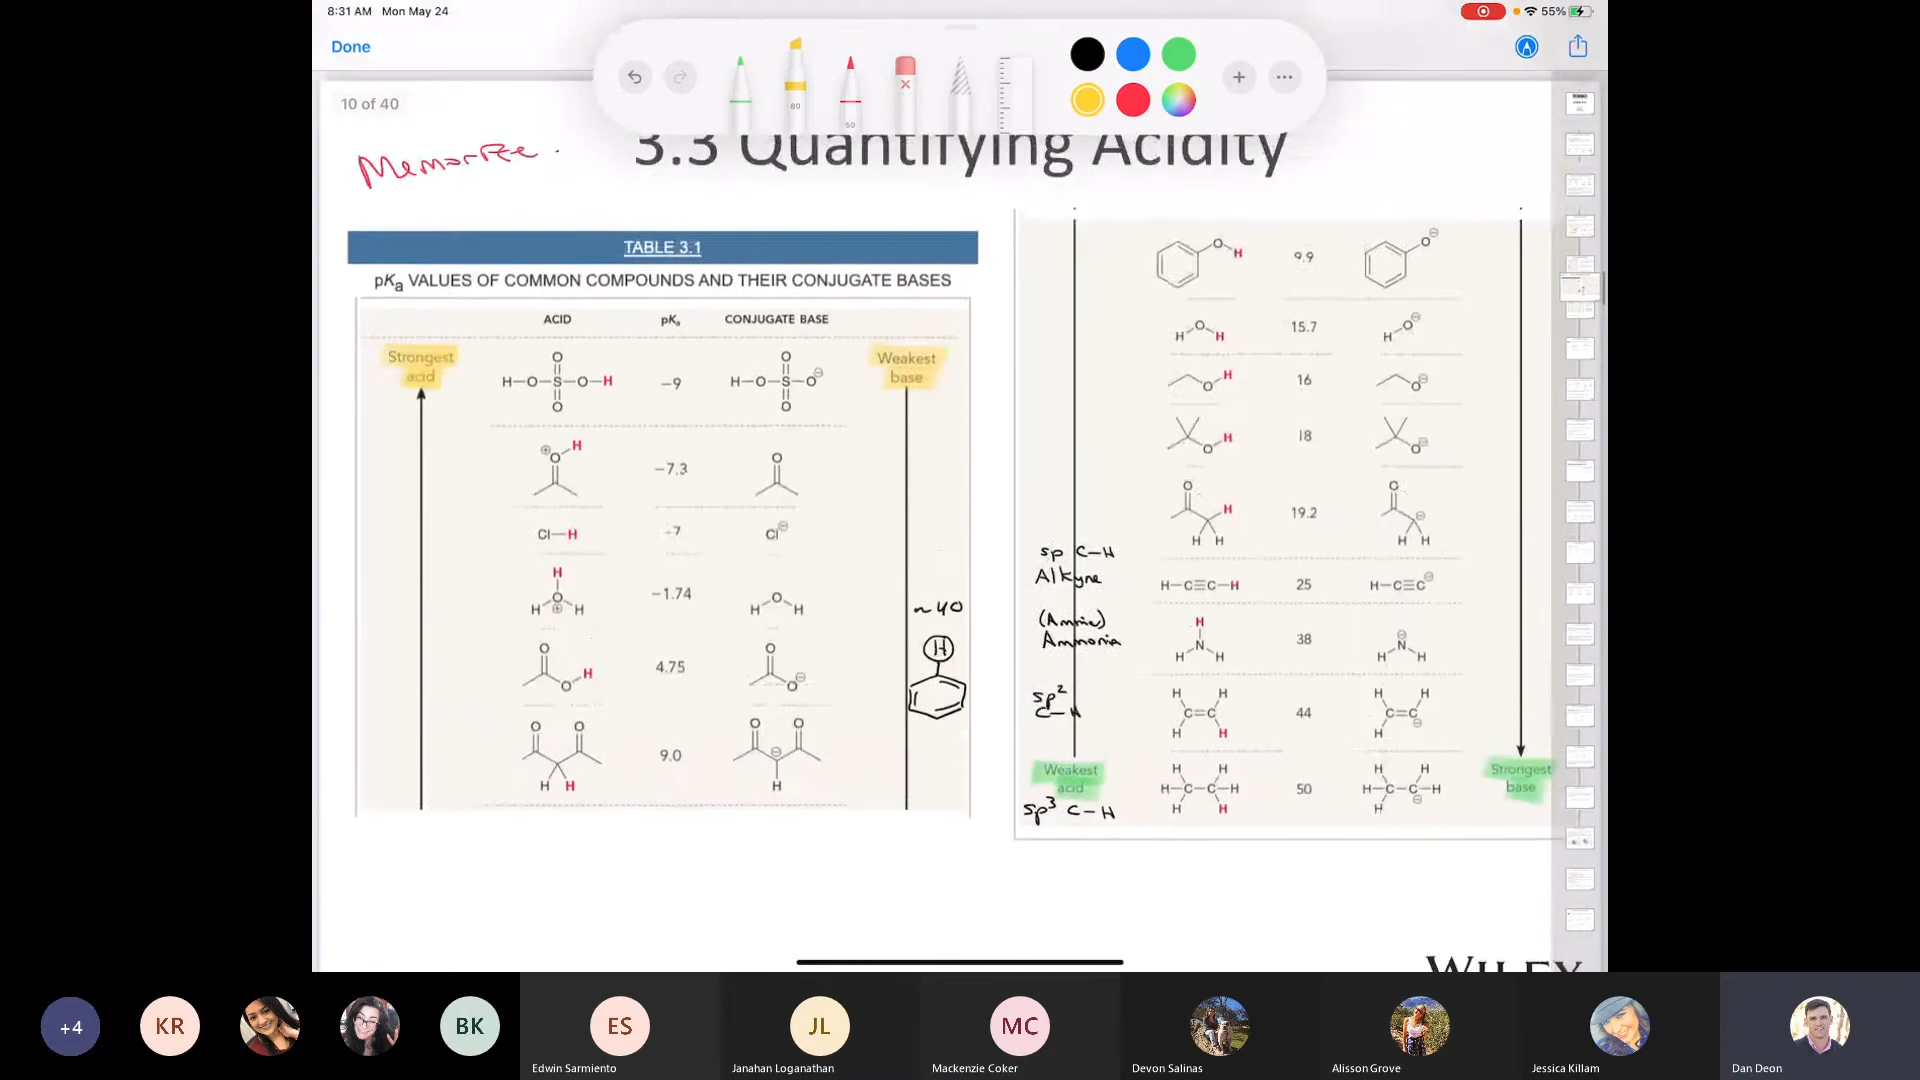 8:31 AM Mon May 24
55%
Done
10 of 40
80
50
Memorize.
3.3 Quantifying Acidity
TABLE 3.1
pKa VALUES OF COMMON COMPOUNDS AND THEIR CONJUGATE BASES
ACID pKa CONJUGATE BASE
Strongest
acid
Weakest
base
O O
H—O—S—O—H −9 H—O—S—O⊖
O O
⊕O H −7.3 O
Cl—H −7 Cl⊖
H
H O⊕ H −1.74 H O H
O O H 4.75 O O⊖
O O 9.0 O O
H H ⊖ H
~40
H
O H 9.9 O⊖
H O H 15.7 H O⊖
O H 16 O⊖
O H 18 O⊖
O H 19.2 O ⊖
H H H H
sp C-H
Alkyne
H—C≡C—H 25 H—C≡C⊖
(Amine)
Ammonia
H
H N H 38 H N⊖ H
sp²
C-H
H H H H
C=C 44 C=C⊖
H H H
Weakest
acid
Strongest
base
H H H H
H—C—C—H 50 H—C—C—H
H H H ⊖
sp³ C-H
WILEY
+4
KR
BK
ES
Edwin Sarmiento
JL
Janahan Loganathan
MC
Mackenzie Coker
Devon Salinas
Alisson Grove
Jessica Killam
Dan Deon